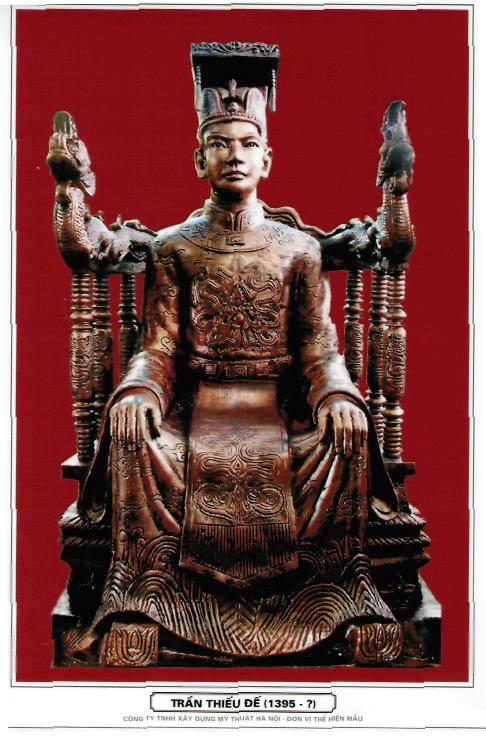 TRẦN THIẾU ĐẾ (1395 - ?)
CÔNG TY TNHH XÂY DỰNG MỸ THUẬT HÀ NỘI - ĐƠN VỊ THỂ HIỆN MẪU